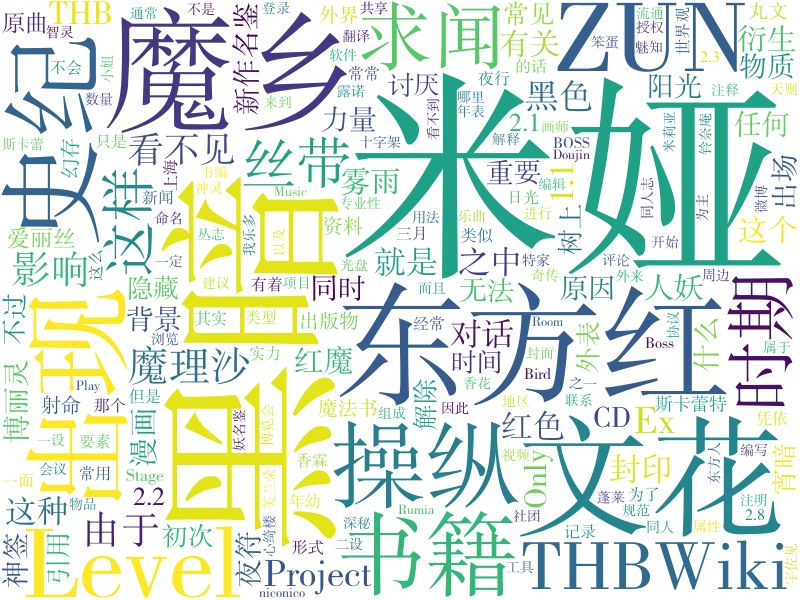 原曲
智灵
THB
外界
常见
ZUN
丸文
衍生
物质
通常
不是
登录
翻译
共享
有关
流通
授权
魅知
世界观
2.3
笨蛋
史纪
魔乡
新作名鉴
求闻
米娅
不会
小姐
数量
软件
常常
来到
露诺
讨厌
的话
夜行
哪里
年表
黑色
2.1
阳光
注释
天则
任何
看不到
画师
力量
看不见
丝带
十字架
解释
BOSS
Doujin
米莉亚
铃奈庵
斯卡蕾
幻存
只是
上海
韦编
神灵
Music
雾雨
重要
编辑
1.1
树上
同人志
为主
微博
出场
这个
这样
新闻
命名
资料
专业性
日光
乐曲
进行
爱丽丝
这么
一定
丛志
以及
我乐多
三月
用法
类似
开始
评论
影响
就是
之中
隐藏
建议
光盘
特家
奇传
外来
周边
有着
项目
同时
无法
原因
人妖
不过
背景
其实
类型
出版物
而且
出现
黑暗
东方红
时期
浏览
实力
经常
Room
对话
时间
外表
什么
协议
属于
博丽灵
魔理沙
红魔
封面
Boss
Play
但是
Bird
香花
之一
斯卡蕾特
射命
那个
魔法书
解除
地区
联系
凭依
一设
要素
漫画
妖名鉴
博览会
组成
因此
红色
CD
Ex
操纵
文花
一面
会议
常用
Stage
香霖
芙兰朵
年幼
视频
Only
封印
东方人
编写
宵暗
这种
2.2
物品
书籍
蓬莱
为了
注明
规范
2.8
神签
引用
由于
初次
夜符
心绮楼
深秘
Rumia
社团
记录
同人
属性
宇佐见
Level
Project
形式
二设
niconico
工具
THBWiki